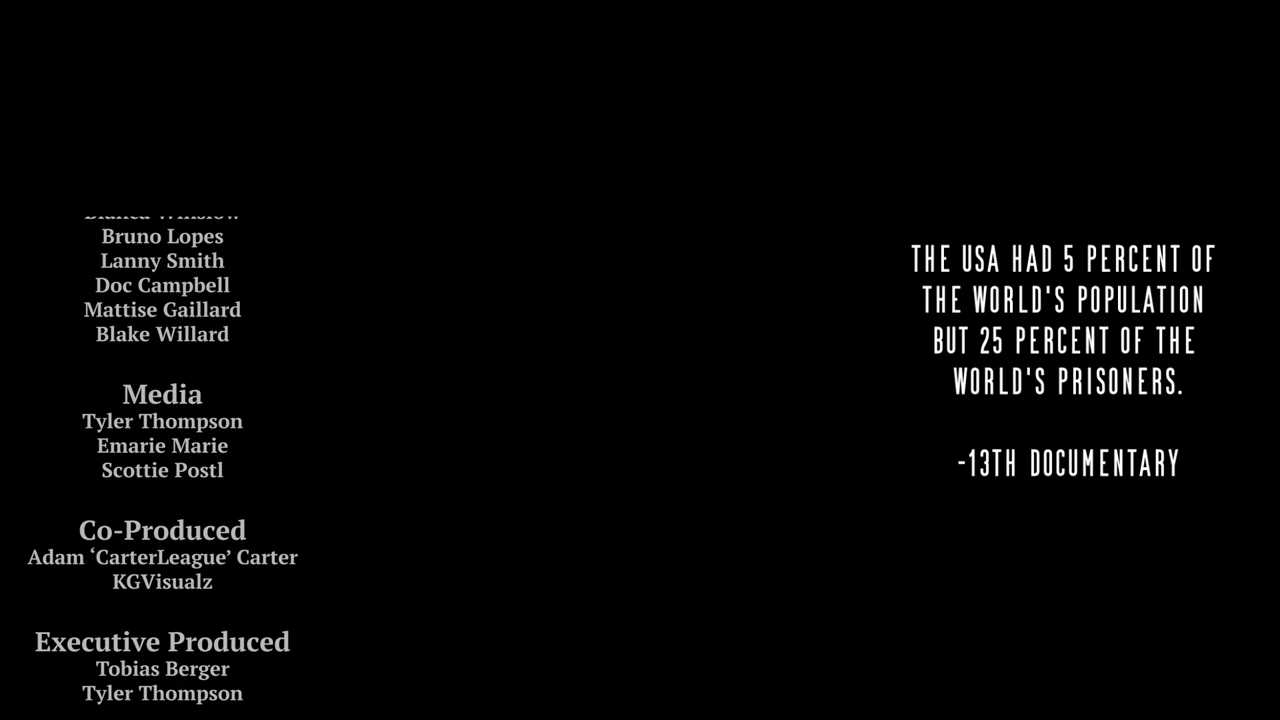 Bruno Lopes
Lanny Smith
Doc Campbell
Mattise Gaillard
Blake Willard
Media
Tyler Thompson
Emarie Marie
Scottie Postl
Co-Produced
Adam ‘CarterLeague’ Carter
KGVisualz
Executive Produced
Tobias Berger
Tyler Thompson
THE USA HAD 5 PERCENT OF
THE WORLD'S POPULATION
BUT 25 PERCENT OF THE
WORLD'S PRISONERS.
-13TH DOCUMENTARY